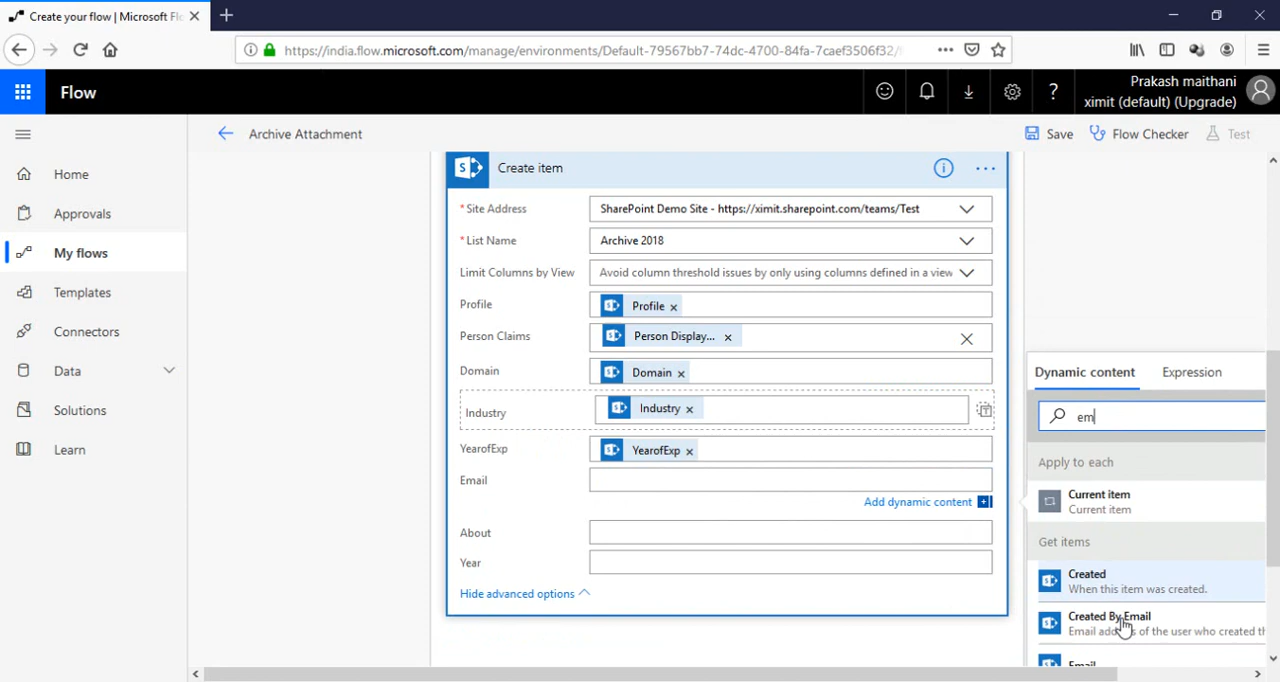 Create your flow | Microsoft Flo
https://india.flow.microsoft.com/manage/environments/Default-79567bb7-74dc-4700-84fa-7caef3506f32/
Flow
Prakash maithani
ximit (default) (Upgrade)
Archive Attachment
Save
Flow Checker
Test
Home
Approvals
My flows
Templates
Connectors
Data
Solutions
Learn
Create item
* Site Address
SharePoint Demo Site - https://ximit.sharepoint.com/teams/Test
* List Name
Archive 2018
Limit Columns by View
Avoid column threshold issues by only using columns defined in a view
Profile
Profile ×
Person Claims
Person Display... ×
Domain
Domain ×
Industry
Industry ×
YearofExp
YearofExp ×
Email
Add dynamic content
About
Year
Hide advanced options
Dynamic content
Expression
em
Apply to each
Current item
Current item
Get items
Created
When this item was created.
Created By Email
Email address of the user who created th
Email